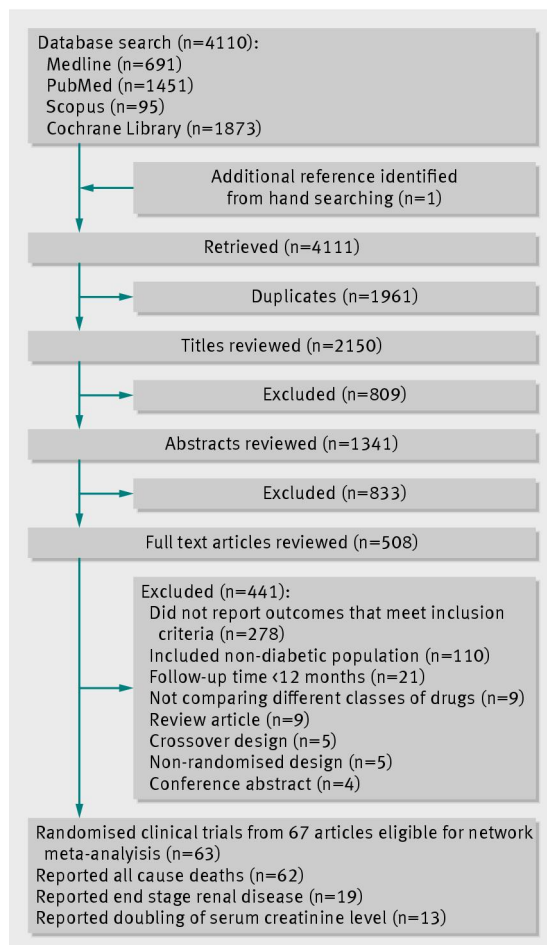 Database search (n=4110):
Medline (n=691)
PubMed (n=1451)
Scopus (n=95)
Cochrane Library (n=1873)
Additional reference identified
from hand searching (n=1)
Retrieved (n=4111)
Duplicates (n=1961)
Titles reviewed (n=2150)
Excluded (n=809)
Abstracts reviewed (n=1341)
Excluded (n=833)
Full text articles reviewed (n=508)
Excluded (n=441):
Did not report outcomes that meet inclusion
criteria (n=278)
Included non-diabetic population (n=110)
Follow-up time <12 months (n=21)
Not comparing different classes of drugs (n=9)
Review article (n=9)
Crossover design (n=5)
Non-randomised design (n=5)
Conference abstract (n=4)
Randomised clinical trials from 67 articles eligible for network
meta-analyisis (n=63)
Reported all cause deaths (n=62)
Reported end stage renal disease (n=19)
Reported doubling of serum creatinine level (n=13)